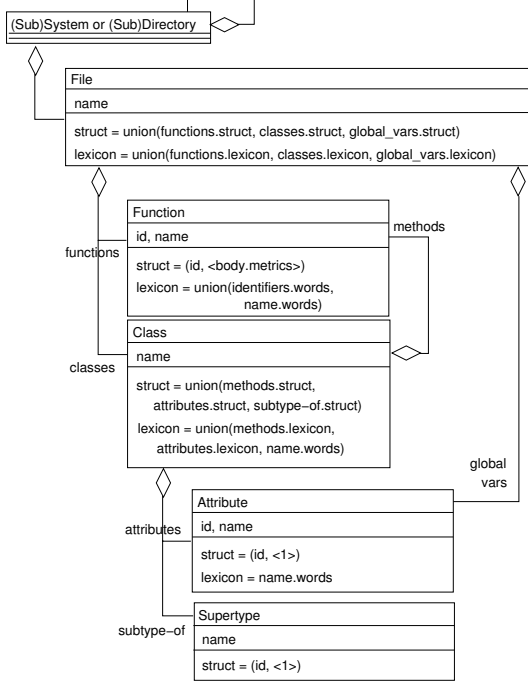 (Sub)System or (Sub)Directory
File
name
struct = union(functions.struct, classes.struct, global_vars.struct)
lexicon = union(functions.lexicon, classes.lexicon, global_vars.lexicon)
Function
methods
id, name
functions
struct = (id, <body.metrics>)
lexicon = union(identifiers.words,
name.words)
Class
name
classes
struct = union(methods.struct,
attributes.struct, subtype−of.struct)
lexicon = union(methods.lexicon,
attributes.lexicon, name.words)
global
vars
Attribute
id, name
attributes
struct = (id, <1>)
lexicon = name.words
Supertype
subtype−of
name
struct = (id, <1>)